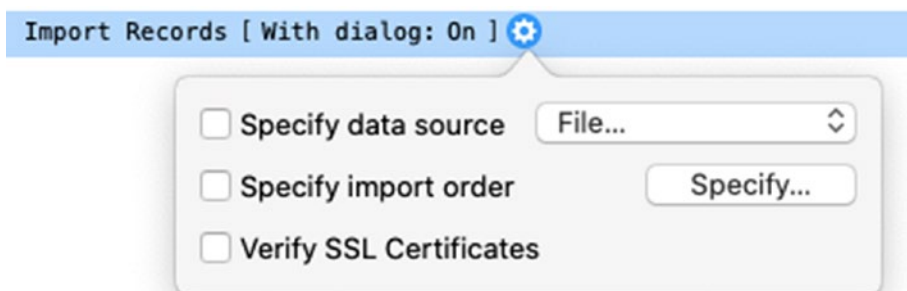 Import Records [ With dialog: On ]
Specify data source File...
Specify import order Specify...
Verify SSL Certificates